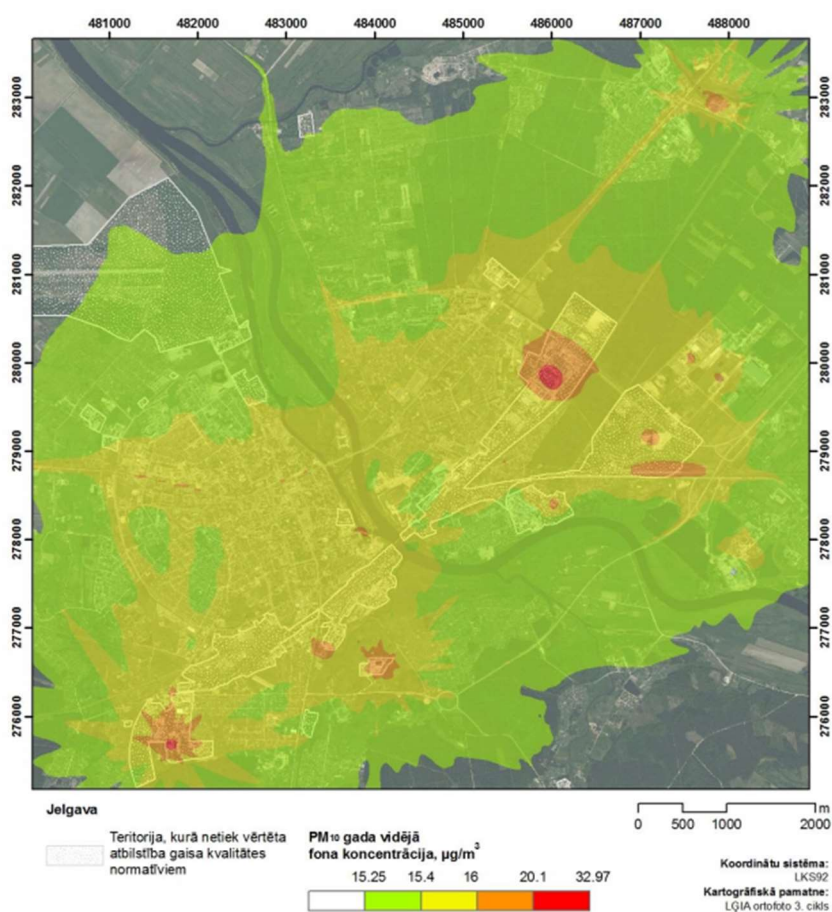 481000 482000 483000 484000 485000 486000 487000 488000
283000 283000
282000 282000
281000 281000
280000 280000
279000 279000
278000 278000
277000 277000
276000 276000
Jelgava
Teritorija, kurā netiek vērtēta
atbilstība gaisa kvalitātes
normatīviem
PM10 gada vidējā
fona koncentrācija, µg/m³
15.25 15.4 16 20.1 32.97
m
0 500 1000 2000
Koordinātu sistēma:
LKS92
Kartogrāfiskā pamatne:
LĢIA ortofoto 3. cikls